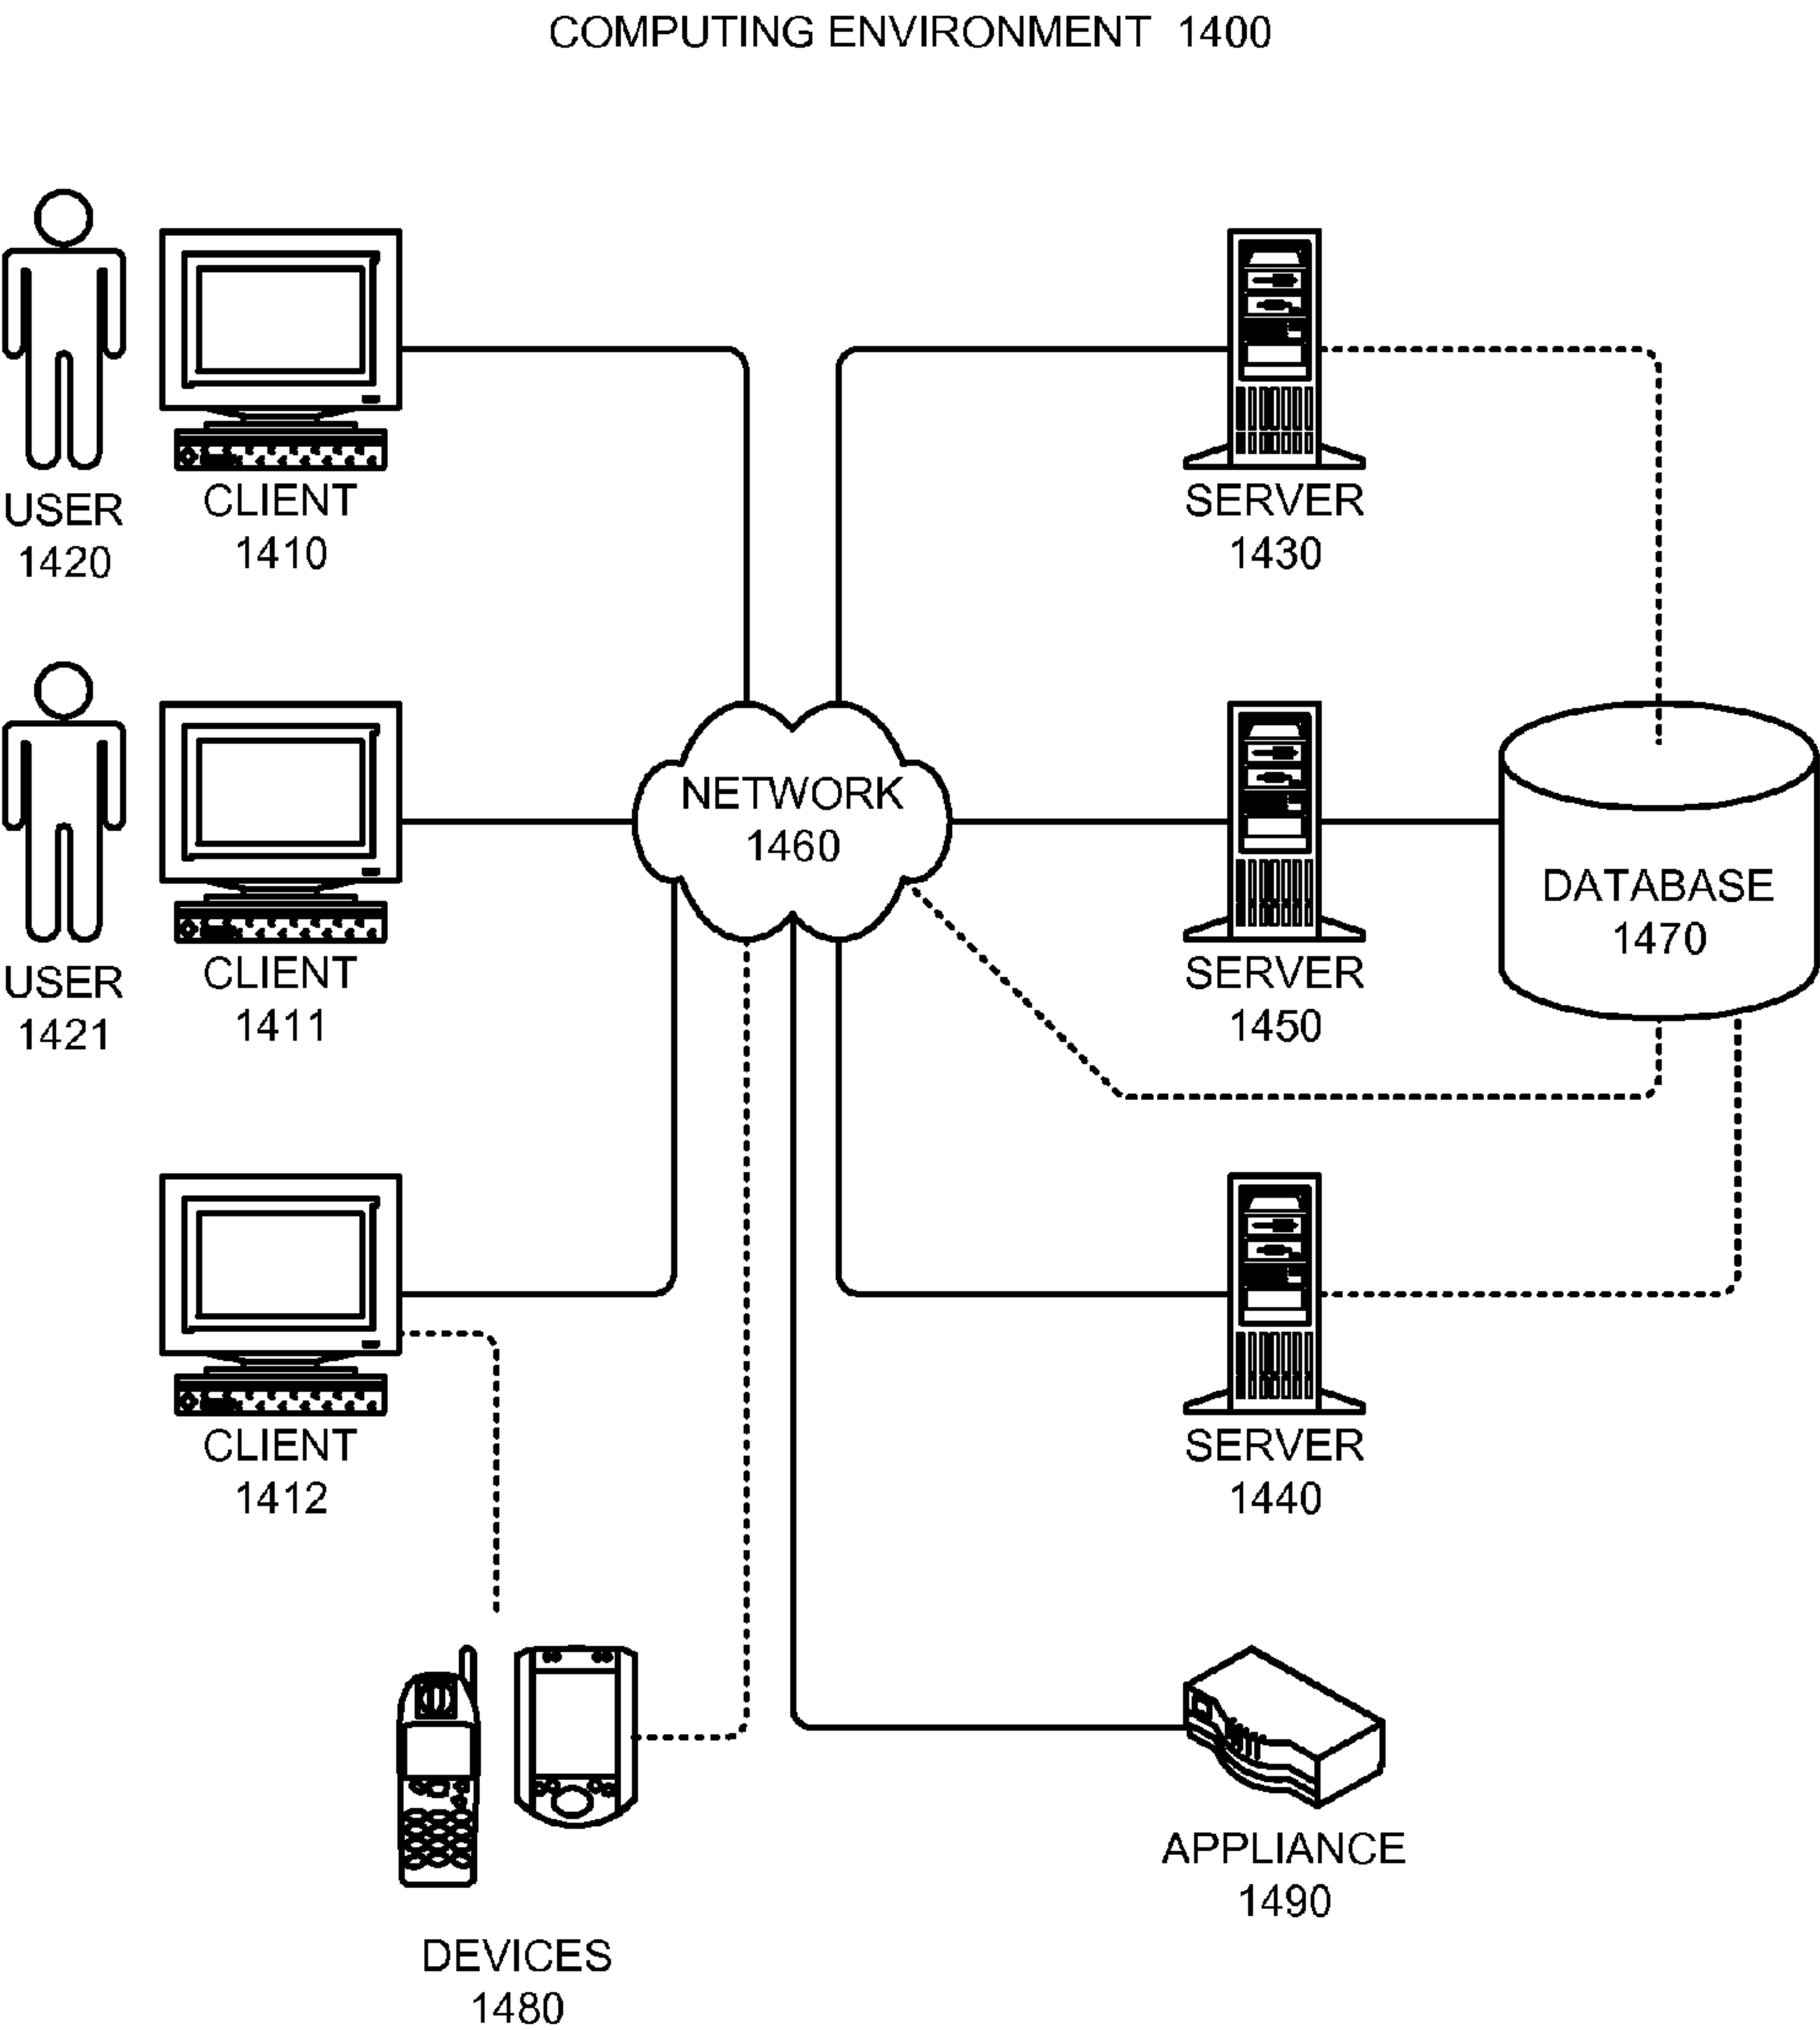 COMPUTING ENVIRONMENT 1400
USER
1420
CLIENT
1410
SERVER
1430
NETWORK
1460
DATABASE
1470
USER
1421
CLIENT
1411
SERVER
1450
CLIENT
1412
SERVER
1440
APPLIANCE
1490
DEVICES
1480